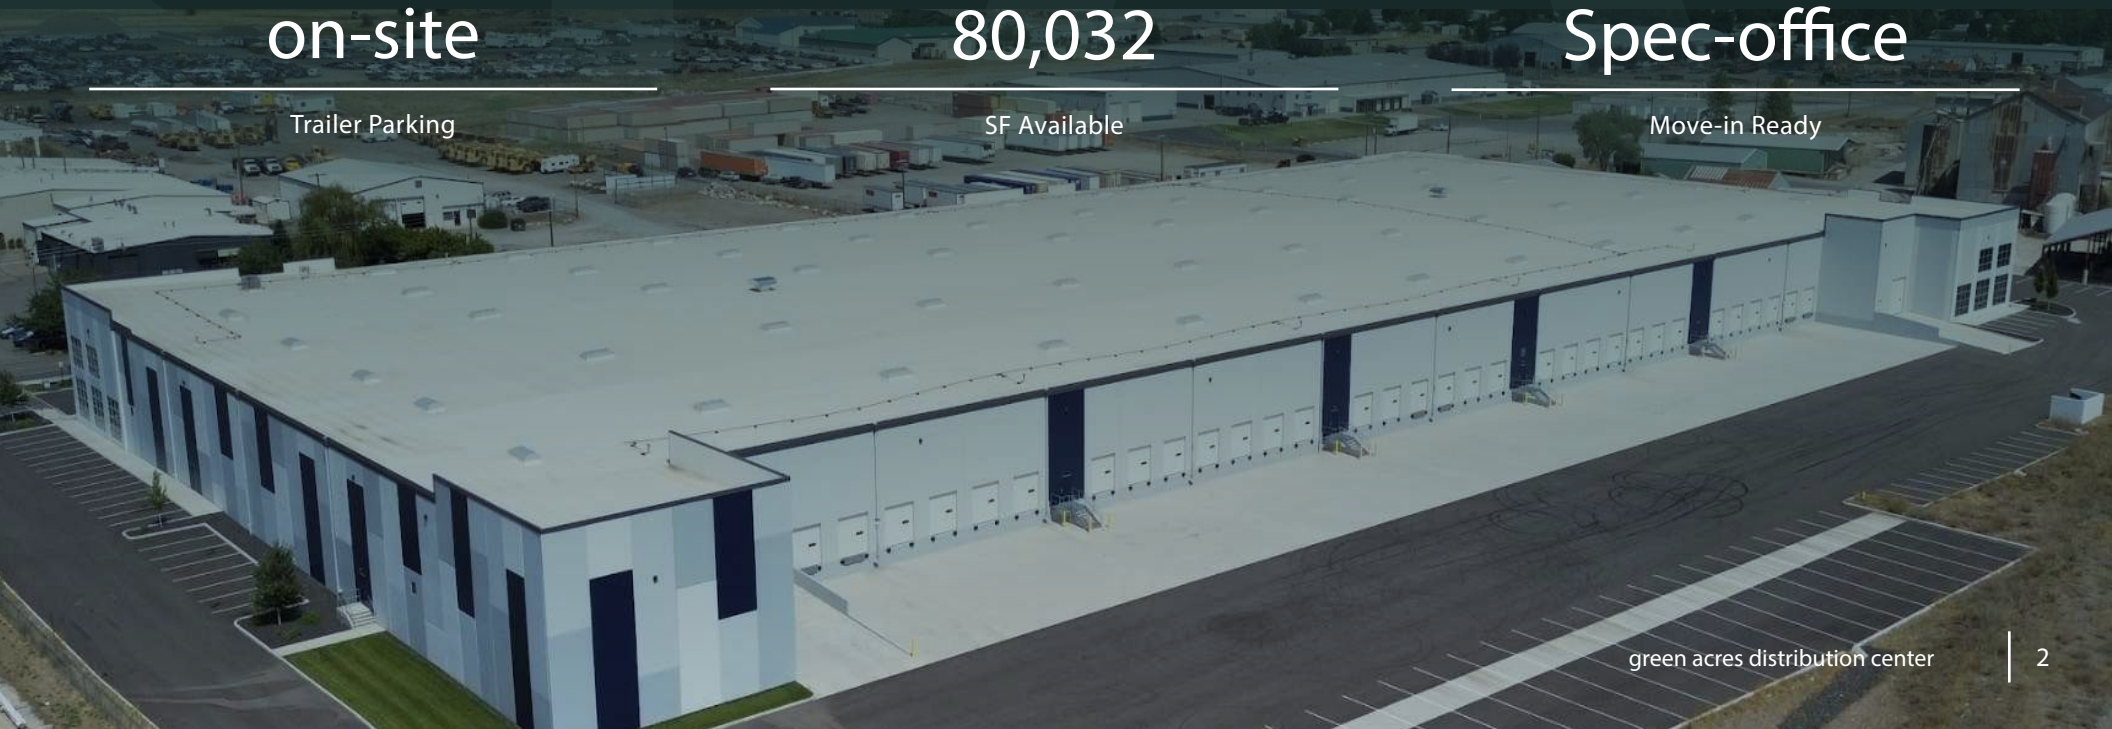 on-site
Trailer Parking
80,032
SF Available
Spec-office
Move-in Ready
green acres distribution center
2